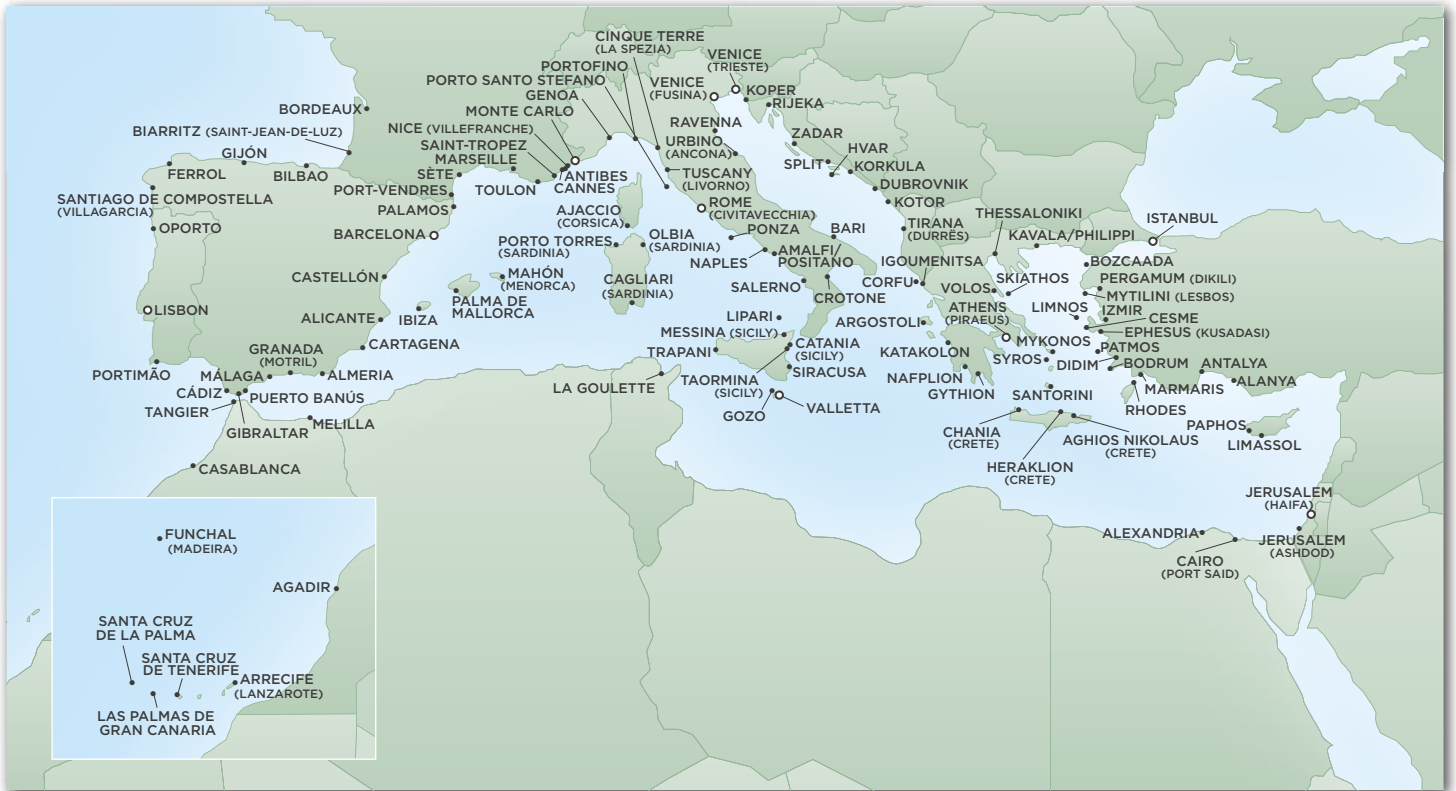 CINQUE TERRE
(LA SPEZIA)
PORTOFINO
PORTO SANTO STEFANO
GENOA
MONTE CARLO
NICE (VILLEFRANCHE)
SAINT-TROPEZ
MARSEILLE
SÈTE
PORT-VENDRES
PALAMOS
BARCELONA
TOULON
ANTIBES
CANNES
VENICE
(TRIESTE)
VENICE
(FUSINA)
KOPER
RIJEKA
RAVENNA
URBINO
(ANCONA)
TUSCANY
(LIVORNO)
ROME
(CIVITAVECCHIA)
PONZA
ZADAR
HVAR
SPLIT
KORKULA
DUBROVNIK
KOTOR
TIRANA
(DURRËS)
BORDEAUX
BIARRITZ (SAINT-JEAN-DE-LUZ)
GIJÓN
FERROL
BILBAO
SANTIAGO DE COMPOSTELLA
(VILLAGARCIA)
OPORTO
LISBON
PORTIMÃO
CASTELLÓN
ALICANTE
IBIZA
CARTAGENA
GRANADA
(MOTRIL)
MÁLAGA
ALMERIA
CÁDIZ
PUERTO BANÚS
TANGIER
GIBRALTAR
MELILLA
CASABLANCA
AJACCIO
(CORSICA)
PORTO TORRES
(SARDINIA)
OLBIA
(SARDINIA)
CAGLIARI
(SARDINIA)
MAHÓN
(MENORCA)
PALMA DE
MALLORCA
NAPLES
AMALFI/
POSITANO
BARI
SALERNO
CROTONE
LIPARI
MESSINA (SICILY)
TRAPANI
CATANIA
(SICILY)
TAORMINA
(SICILY)
SIRACUSA
LA GOULETTE
GOZO
VALLETTA
THESSALONIKI
KAVALA/PHILIPPI
ISTANBUL
IGOUMENITSA
CORFU
VOLOS
SKIATHOS
BOZCAADA
PERGAMUM (DIKILI)
MYTILINI (LESBOS)
LIMNOS
IZMIR
CESME
EPHESUS (KUSADASI)
ARGOSTOLI
ATHENS
(PIRAEUS)
MYKONOS
PATMOS
KATAKOLON
SYROS
DIDIM
BODRUM
ANTALYA
NAFPLION
GYTHION
SANTORINI
MARMARIS
ALANYA
RHODES
CHANIA
(CRETE)
HERAKLION
(CRETE)
AGHIOS NIKOLAUS
(CRETE)
PAPHOS
LIMASSOL
JERUSALEM
(HAIFA)
JERUSALEM
(ASHDOD)
ALEXANDRIA
CAIRO
(PORT SAID)
FUNCHAL
(MADEIRA)
AGADIR
SANTA CRUZ
DE LA PALMA
SANTA CRUZ
DE TENERIFE
ARRECIFE
(LANZAROTE)
LAS PALMAS DE
GRAN CANARIA